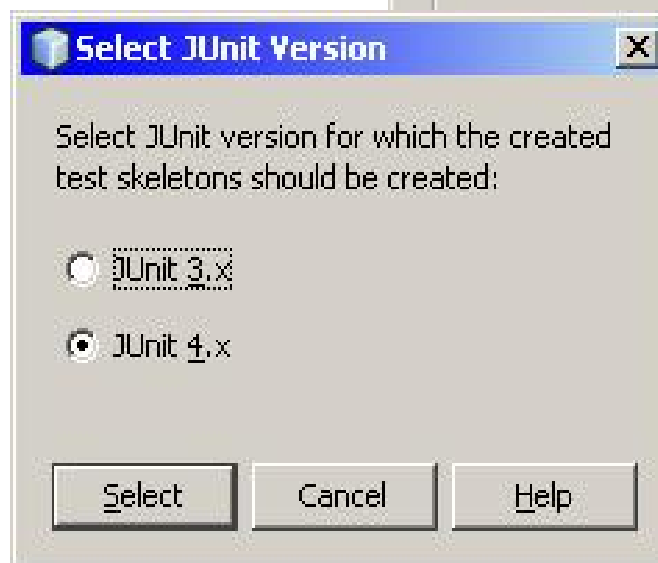 Select JUnit Version
Select JUnit version for which the created
test skeletons should be created:
JUnit 3.x
JUnit 4.x
Select
Cancel
Help